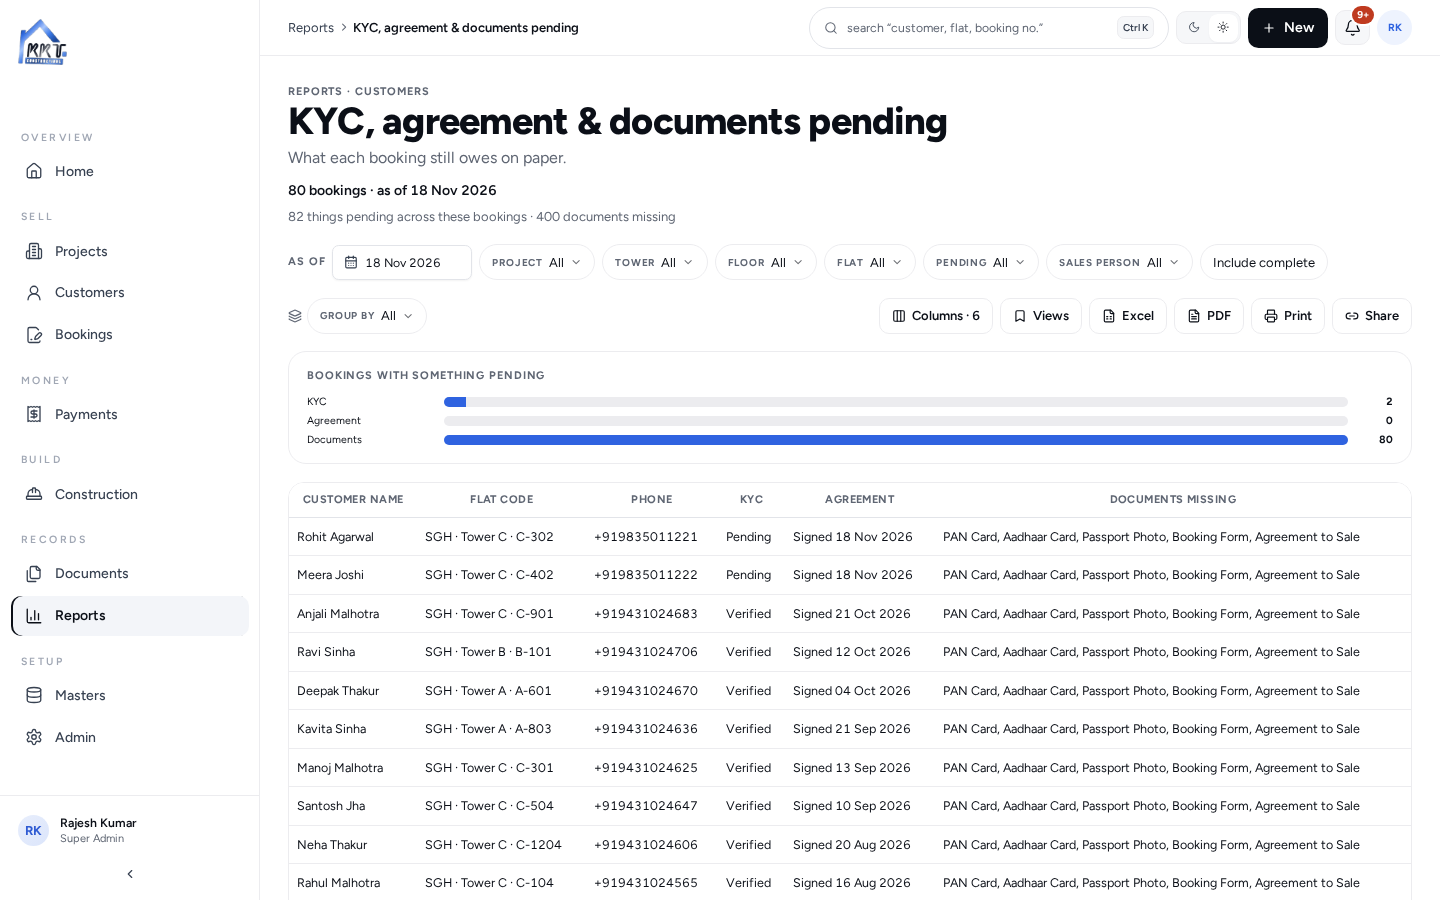 RKT
CONSTRUCTIONS
Reports > KYC, agreement & documents pending
search “customer, flat, booking no.”
Ctrl K
New
9+
RK
OVERVIEW
Home
SELL
Projects
Customers
Bookings
MONEY
Payments
BUILD
Construction
RECORDS
Documents
Reports
SETUP
Masters
Admin
RK
Rajesh Kumar
Super Admin
REPORTS · CUSTOMERS
KYC, agreement & documents pending
What each booking still owes on paper.
80 bookings · as of 18 Nov 2026
82 things pending across these bookings · 400 documents missing
AS OF 18 Nov 2026 PROJECT All TOWER All FLOOR All FLAT All PENDING All SALES PERSON All Include complete
GROUP BY All Columns · 6 Views Excel PDF Print Share
BOOKINGS WITH SOMETHING PENDING
KYC 2
Agreement 0
Documents 80
CUSTOMER NAME FLAT CODE PHONE KYC AGREEMENT DOCUMENTS MISSING
Rohit Agarwal SGH · Tower C · C-302 +919835011221 Pending Signed 18 Nov 2026 PAN Card, Aadhaar Card, Passport Photo, Booking Form, Agreement to Sale
Meera Joshi SGH · Tower C · C-402 +919835011222 Pending Signed 18 Nov 2026 PAN Card, Aadhaar Card, Passport Photo, Booking Form, Agreement to Sale
Anjali Malhotra SGH · Tower C · C-901 +919431024683 Verified Signed 21 Oct 2026 PAN Card, Aadhaar Card, Passport Photo, Booking Form, Agreement to Sale
Ravi Sinha SGH · Tower B · B-101 +919431024706 Verified Signed 12 Oct 2026 PAN Card, Aadhaar Card, Passport Photo, Booking Form, Agreement to Sale
Deepak Thakur SGH · Tower A · A-601 +919431024670 Verified Signed 04 Oct 2026 PAN Card, Aadhaar Card, Passport Photo, Booking Form, Agreement to Sale
Kavita Sinha SGH · Tower A · A-803 +919431024636 Verified Signed 21 Sep 2026 PAN Card, Aadhaar Card, Passport Photo, Booking Form, Agreement to Sale
Manoj Malhotra SGH · Tower C · C-301 +919431024625 Verified Signed 13 Sep 2026 PAN Card, Aadhaar Card, Passport Photo, Booking Form, Agreement to Sale
Santosh Jha SGH · Tower C · C-504 +919431024647 Verified Signed 10 Sep 2026 PAN Card, Aadhaar Card, Passport Photo, Booking Form, Agreement to Sale
Neha Thakur SGH · Tower C · C-1204 +919431024606 Verified Signed 20 Aug 2026 PAN Card, Aadhaar Card, Passport Photo, Booking Form, Agreement to Sale
Rahul Malhotra SGH · Tower C · C-104 +919431024565 Verified Signed 16 Aug 2026 PAN Card, Aadhaar Card, Passport Photo, Booking Form, Agreement to Sale